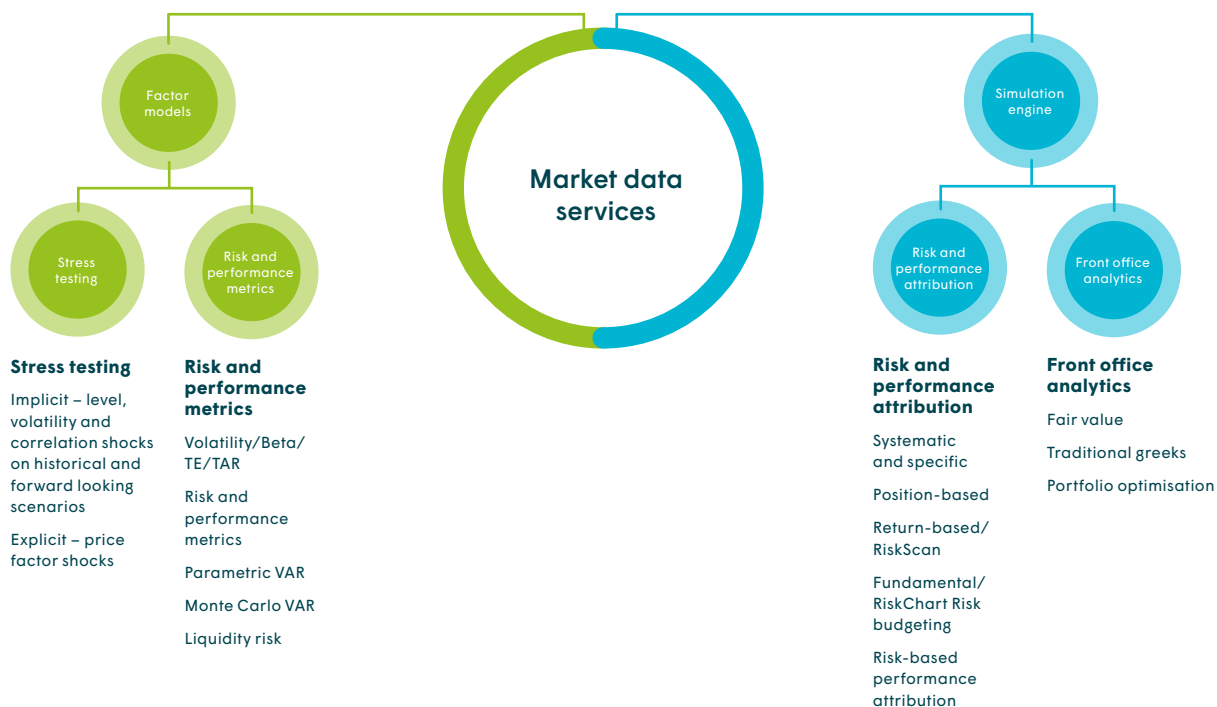 Market data
services
Factor
models
Stress
testing
Risk and
performance
metrics
Stress testing
Implicit – level,
volatility and
correlation shocks
on historical and
forward looking
scenarios
Explicit – price
factor shocks
Risk and
performance
metrics
Volatility/Beta/
TE/TAR
Risk and
performance
metrics
Parametric VAR
Monte Carlo VAR
Liquidity risk
Simulation
engine
Risk and
performance
attribution
Front office
analytics
Risk and
performance
attribution
Systematic
and specific
Position-based
Return-based/
RiskScan
Fundamental/
RiskChart Risk
budgeting
Risk-based
performance
attribution
Front office
analytics
Fair value
Traditional greeks
Portfolio optimisation